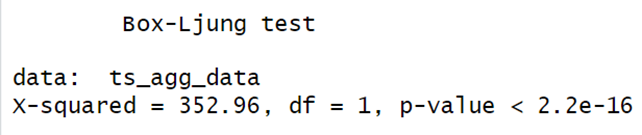 Box-Ljung test
data: ts_agg_data
X-squared = 352.96, df = 1, p-value < 2.2e-16